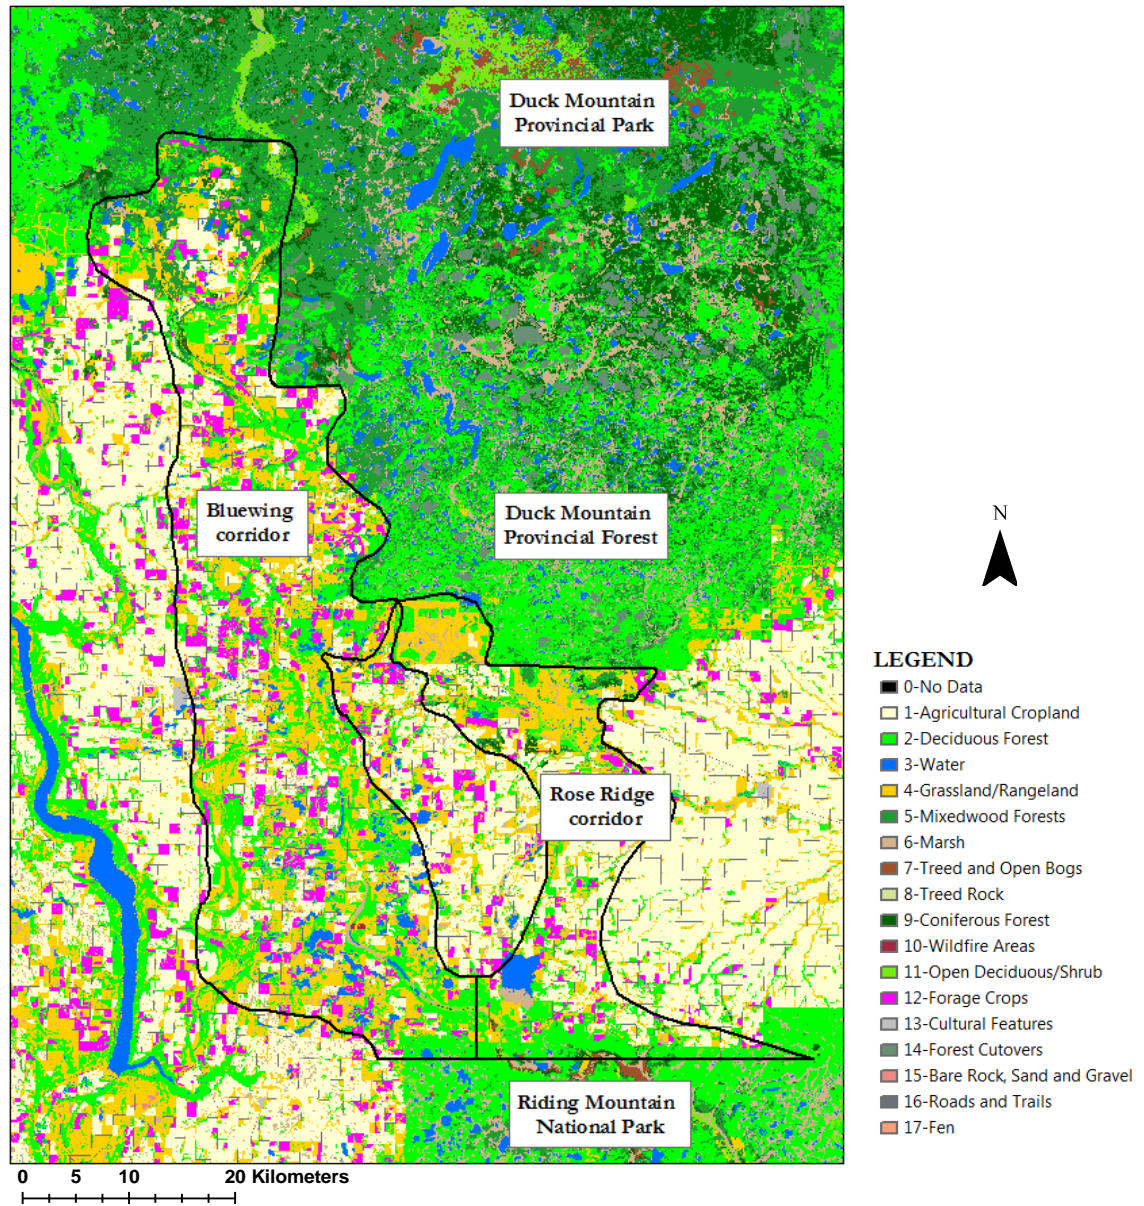 Duck Mountain
Provincial Park
Bluewing
corridor
Duck Mountain
Provincial Forest
Rose Ridge
corridor
Riding Mountain
National Park
N
LEGEND
0-No Data
1-Agricultural Cropland
2-Deciduous Forest
3-Water
4-Grassland/Rangeland
5-Mixedwood Forests
6-Marsh
7-Treed and Open Bogs
8-Treed Rock
9-Coniferous Forest
10-Wildfire Areas
11-Open Deciduous/Shrub
12-Forage Crops
13-Cultural Features
14-Forest Cutovers
15-Bare Rock, Sand and Gravel
16-Roads and Trails
17-Fen
0 5 10 20 Kilometers